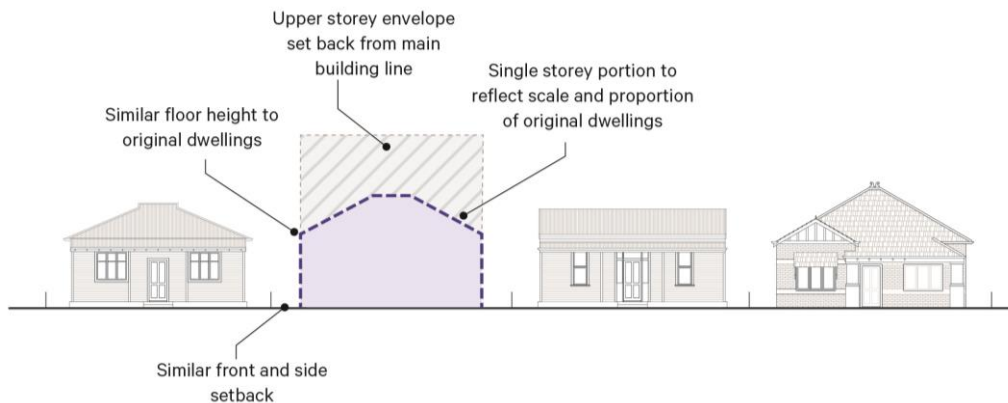 Upper storey envelope
set back from main
building line
Single storey portion to
reflect scale and proportion
of original dwellings
Similar floor height to
original dwellings
Similar front and side
setback